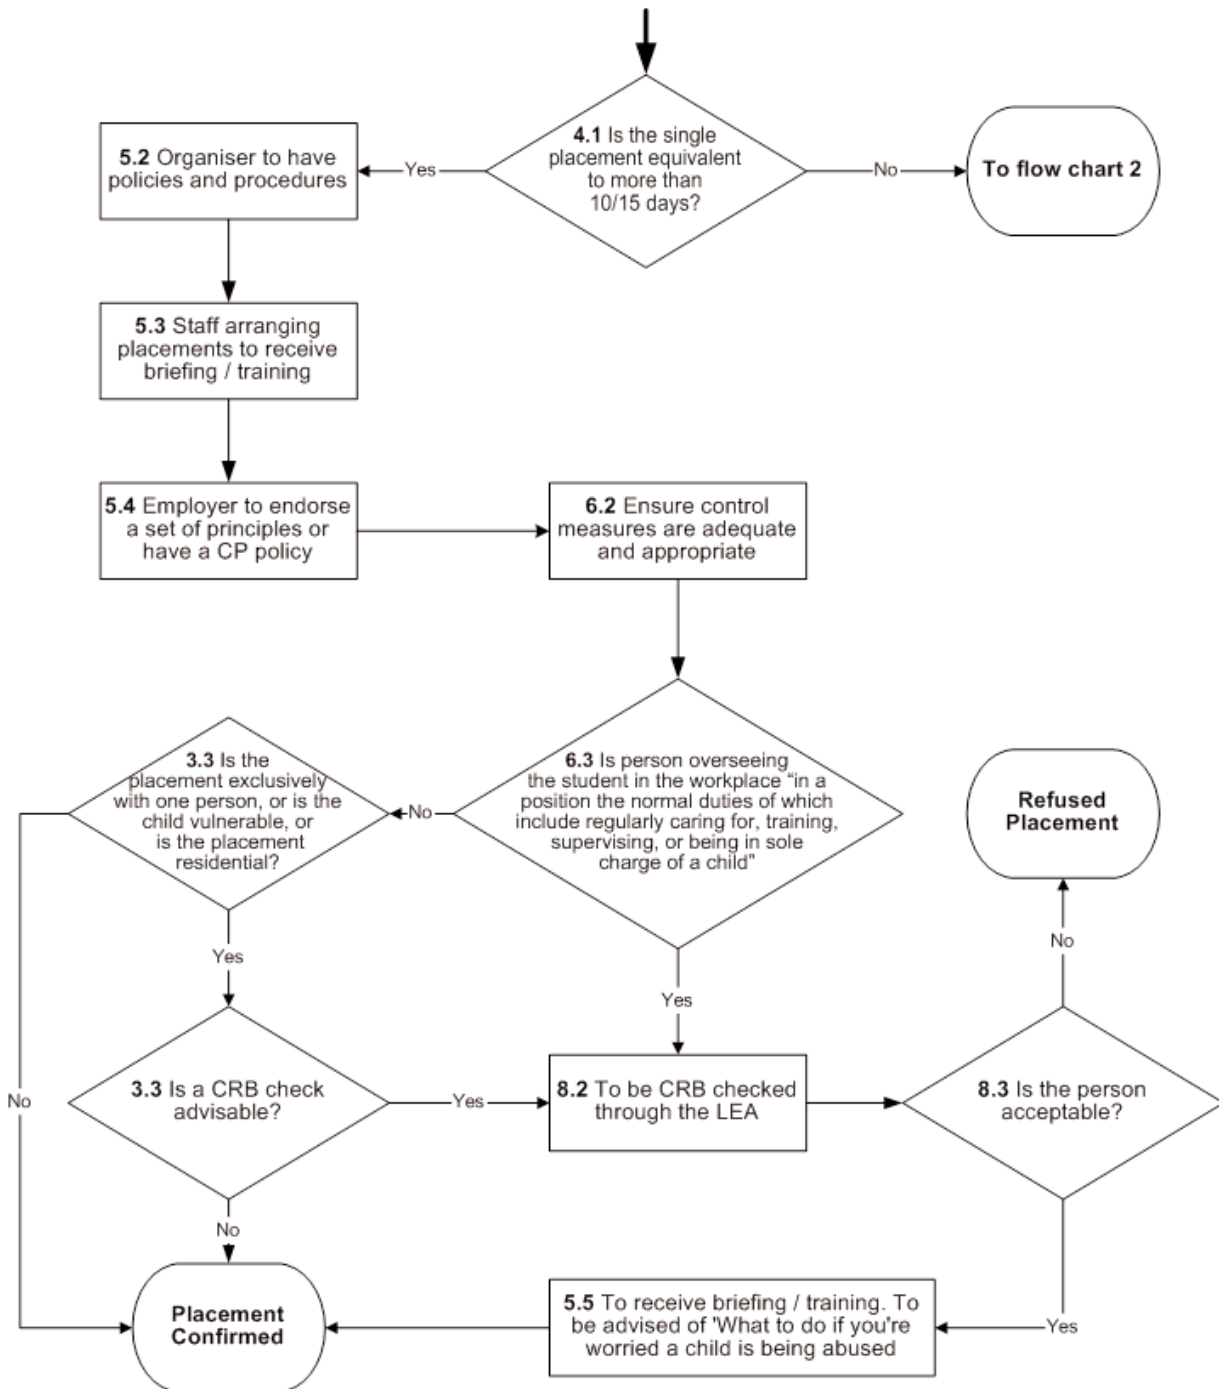 4.1 Is the single
placement equivalent
to more than
10/15 days?
Yes
No
To flow chart 2
5.2 Organiser to have
policies and procedures
5.3 Staff arranging
placements to receive
briefing / training
5.4 Employer to endorse
a set of principles or
have a CP policy
6.2 Ensure control
measures are adequate
and appropriate
6.3 Is person overseeing
the student in the workplace “in a
position the normal duties of which
include regularly caring for, training,
supervising, or being in sole
charge of a child”
No
3.3 Is the
placement exclusively
with one person, or is the
child vulnerable, or
is the placement
residential?
Refused
Placement
Yes
Yes
No
No
3.3 Is a CRB check
advisable?
Yes
8.2 To be CRB checked
through the LEA
8.3 Is the person
acceptable?
No
Placement
Confirmed
5.5 To receive briefing / training. To
be advised of 'What to do if you're
worried a child is being abused
Yes